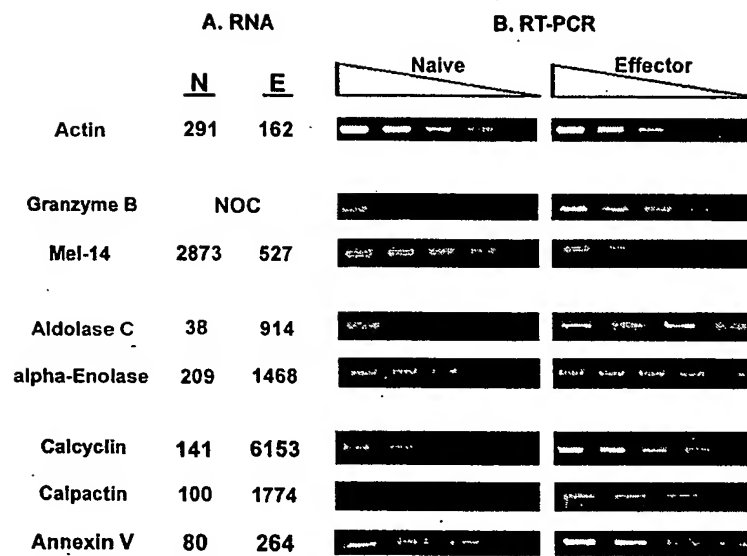 A. RNA B. RT-PCR
N E Naive Effector
Actin 291 162
Granzyme B NOC
Mel-14 2873 527
Aldolase C 38 914
alpha-Enolase 209 1468
Calcyclin 141 6153
Calpactin 100 1774
Annexin V 80 264